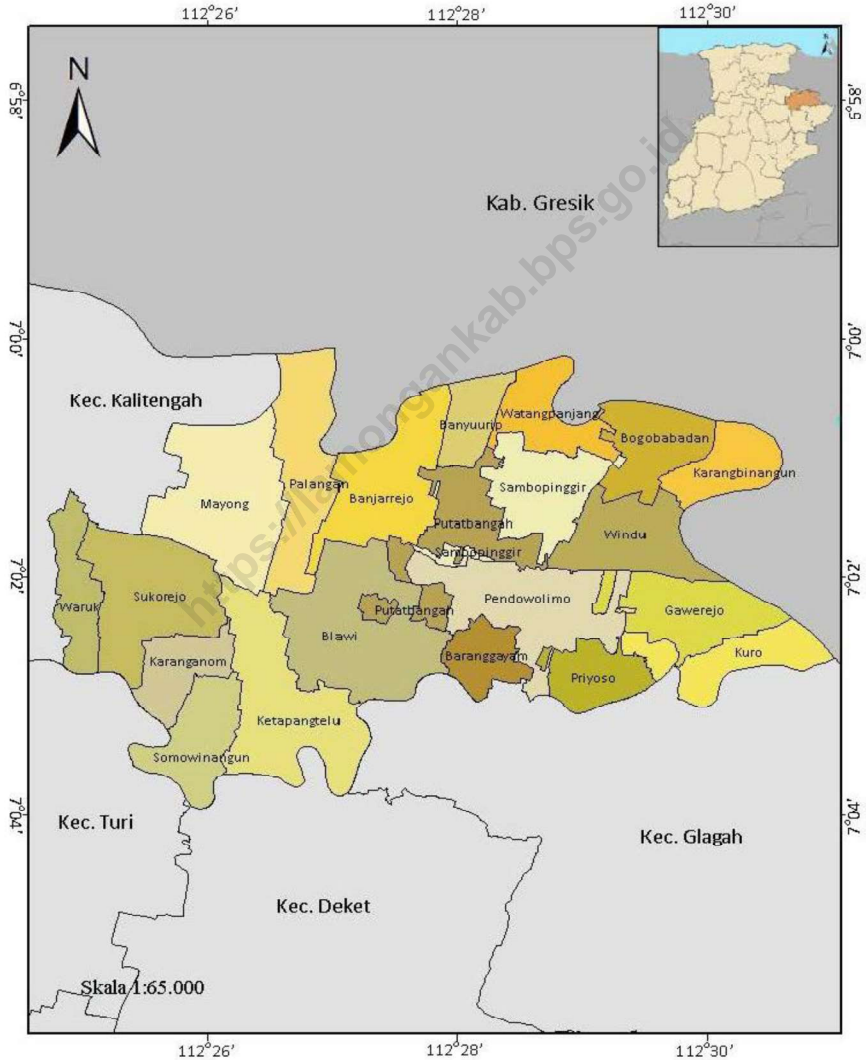 112°26'
112°28'
112°30'
N
6°58'
6°58'
Kab. Gresik
7°00'
7°00'
Kec. Kalitengah
Watangpanjang
Banyuurip
Bogobabadan
Karangbinangun
Palangan
Sambopinggir
Banjarrejo
Mayong
Putatbangah
Windu
Sambopinggir
7°02'
7°02'
Waruk
Sukorejo
Pendowolimo
Putatbangan
Gawerejo
Blawi
Karanganom
Baranggayam
Kuro
Priyoso
Ketapangtelu
Somowinangun
7°04'
7°04'
Kec. Turi
Kec. Glagah
Kec. Deket
Skala 1:65.000
112°26'
112°28'
112°30'
https://lamongankab.bps.go.id